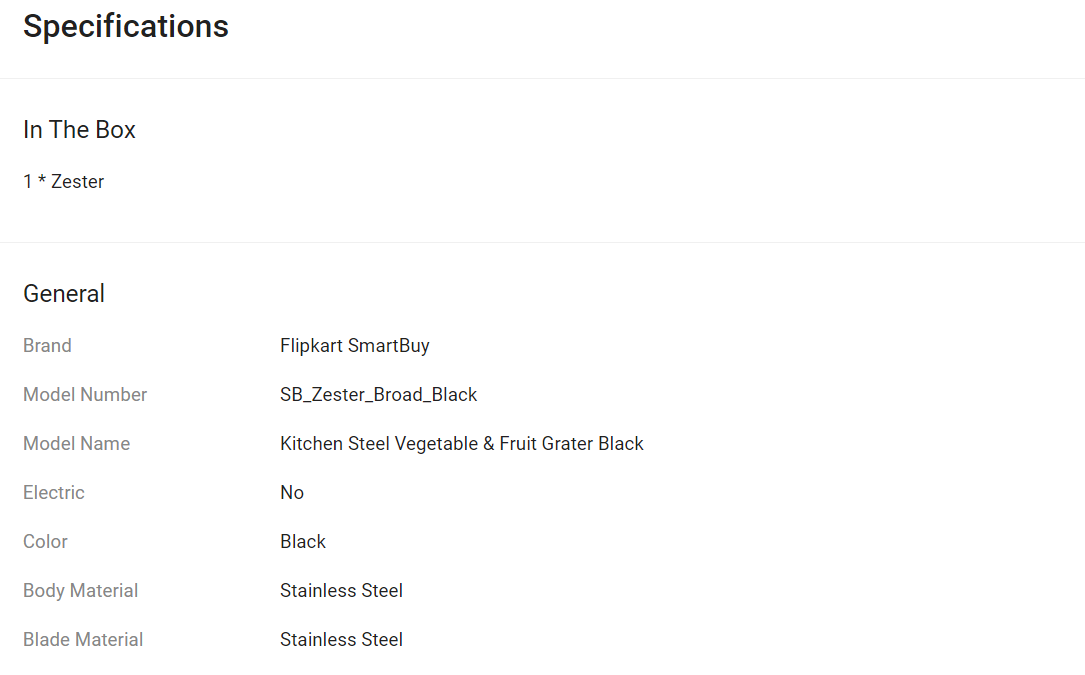 Specifications
In The Box
1 * Zester
General
Brand Flipkart SmartBuy
Model Number SB_Zester_Broad_Black
Model Name Kitchen Steel Vegetable & Fruit Grater Black
Electric No
Color Black
Body Material Stainless Steel
Blade Material Stainless Steel